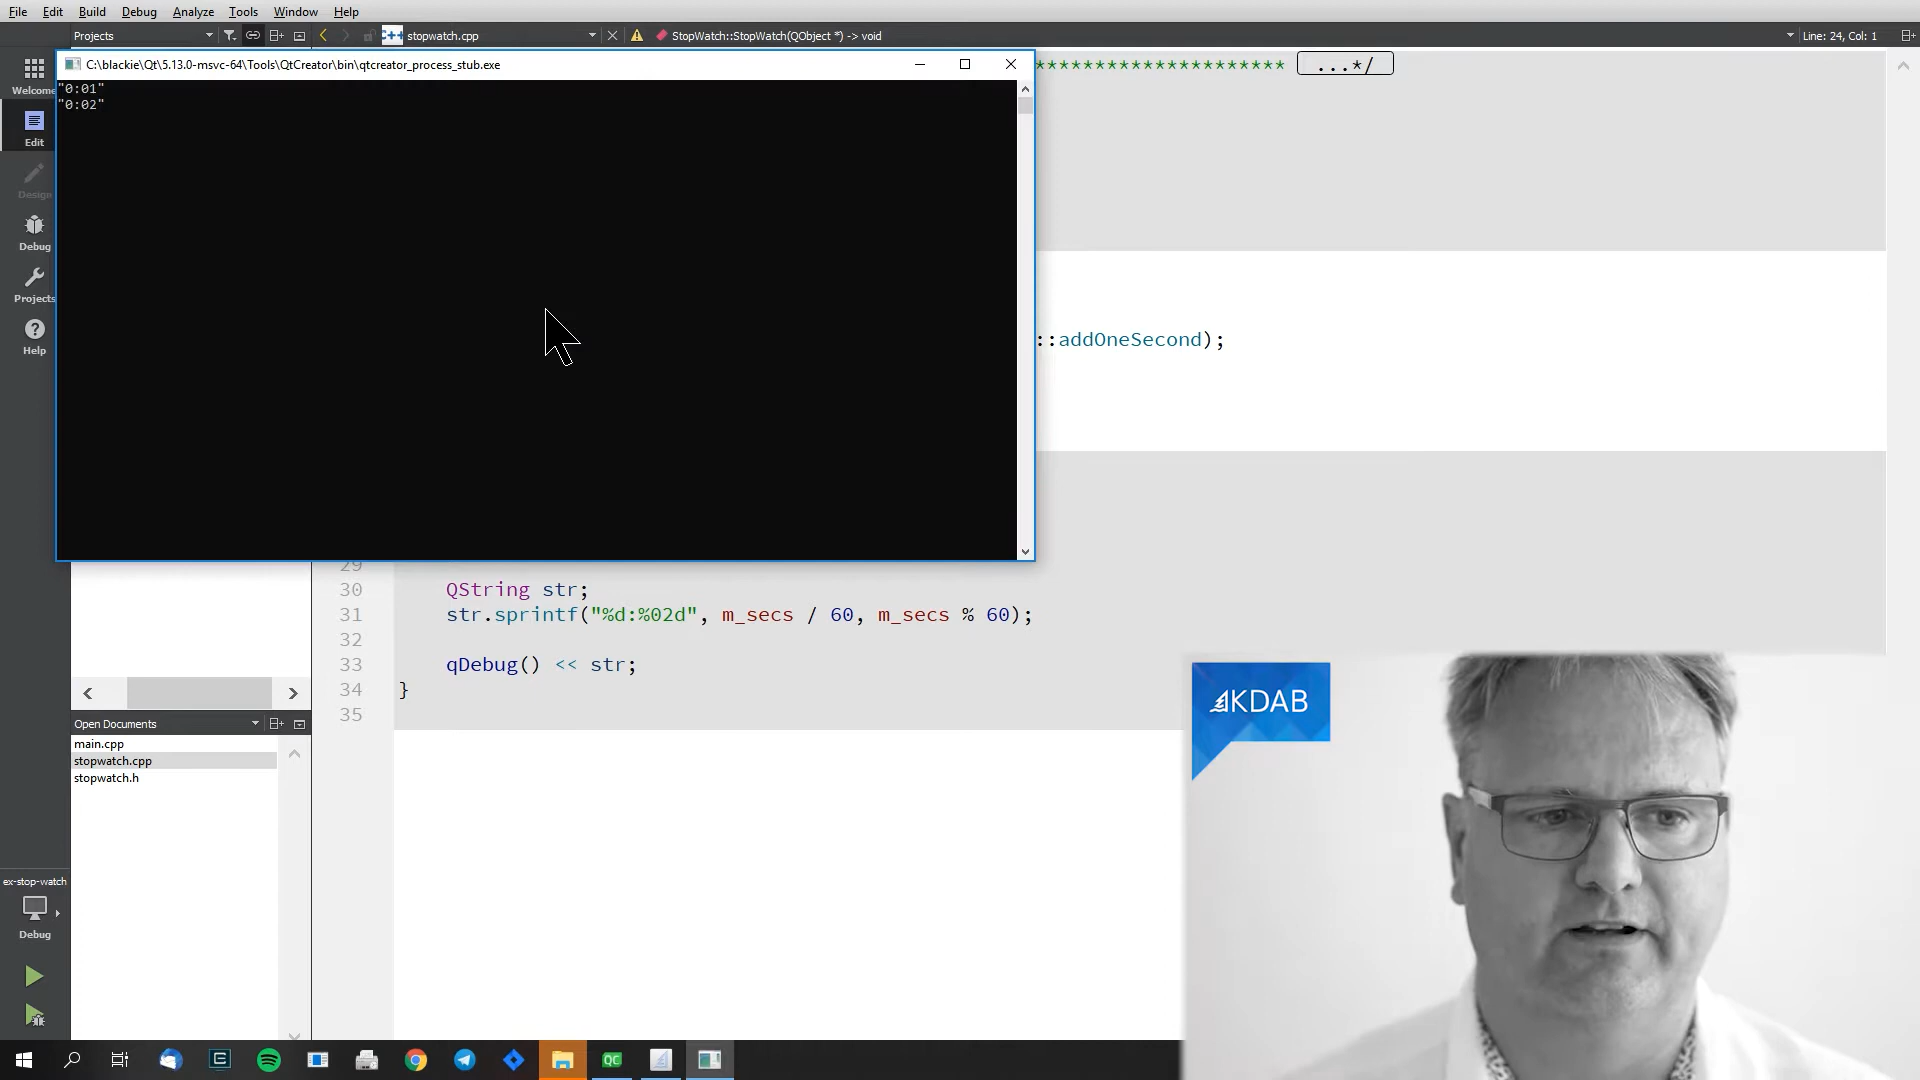 File Edit Build Debug Analyze Tools Window Help
Projects stopwatch.cpp StopWatch::StopWatch(QObject *) -> void Line: 24, Col: 1
C:\blackie\Qt\5.13.0-msvc-64\Tools\QtCreator\bin\qtcreator_process_stub.exe
********************* ...*/
"0:01"
"0:02"
Welcome
Edit
Design
Debug
Projects
Help
::addOneSecond);
29
30 QString str;
31 str.sprintf("%d:%02d", m_secs / 60, m_secs % 60);
32
33 qDebug() << str;
34 }
35
Open Documents
main.cpp
stopwatch.cpp
stopwatch.h
ex-stop-watch
Debug
KDAB
QC